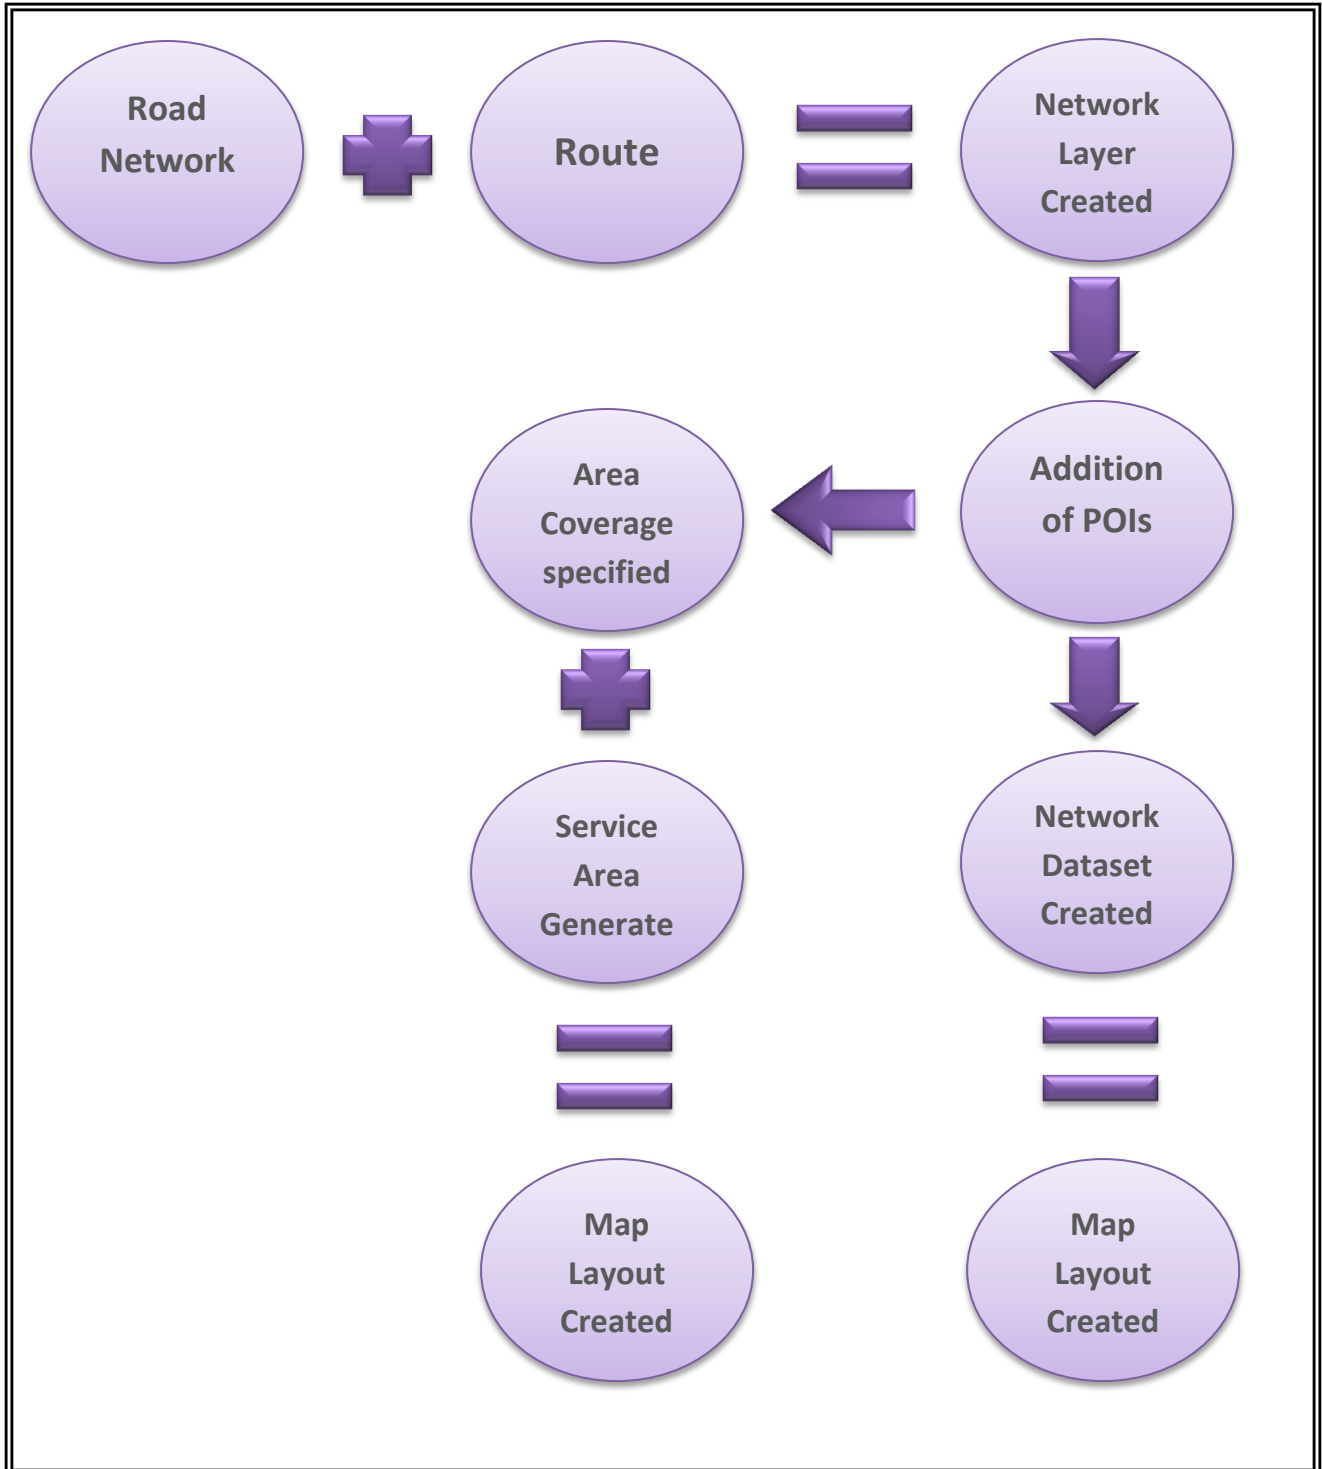 Road
Network
Route
Network
Layer
Created
Area
Coverage
specified
Addition
of POIs
Service
Area
Generate
Network
Dataset
Created
Map
Layout
Created
Map
Layout
Created